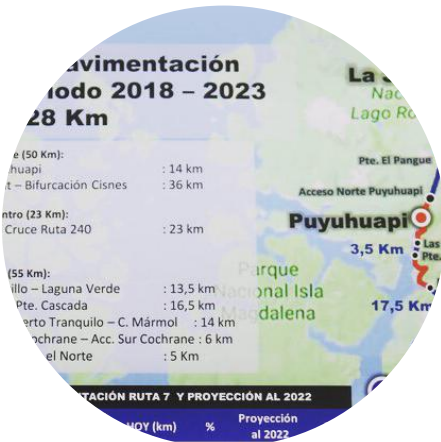 avimentación
iodo 2018 – 2023
28 Km
e (50 Km):
huapi : 14 km
t – Bifurcación Cisnes : 36 km
ntro (23 Km):
Cruce Ruta 240 : 23 km
(55 Km):
illo – Laguna Verde : 13,5 km
Pte. Cascada : 16,5 km
erto Tranquilo – C. Mármol : 14 km
ochrane – Acc. Sur Cochrane : 6 km
el Norte : 5 Km
La
Nac
Lago Ro
Pte. El Pangue
Acceso Norte Puyuhuapi
Puyuhuapi
Las
Pte.
3,5 Km
17,5 Km
Parque
Nacional Isla
Magdalena
TACIÓN RUTA 7 Y PROYECCIÓN AL 2022
HOY (km) % Proyección
al 2022